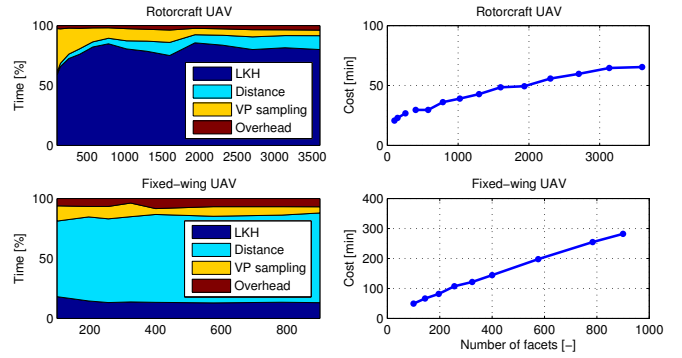 Rotorcraft UAV
Time [%]
100
50
0
LKH
Distance
VP sampling
Overhead
500 1000 1500 2000 2500 3000 3500
Rotorcraft UAV
Cost [min]
100
50
0
0 1000 2000 3000
Fixed−wing UAV
Time [%]
100
50
0
LKH
Distance
VP sampling
Overhead
200 400 600 800
Fixed−wing UAV
Cost [min]
400
300
200
100
0
0 200 400 600 800 1000
Number of facets [−]